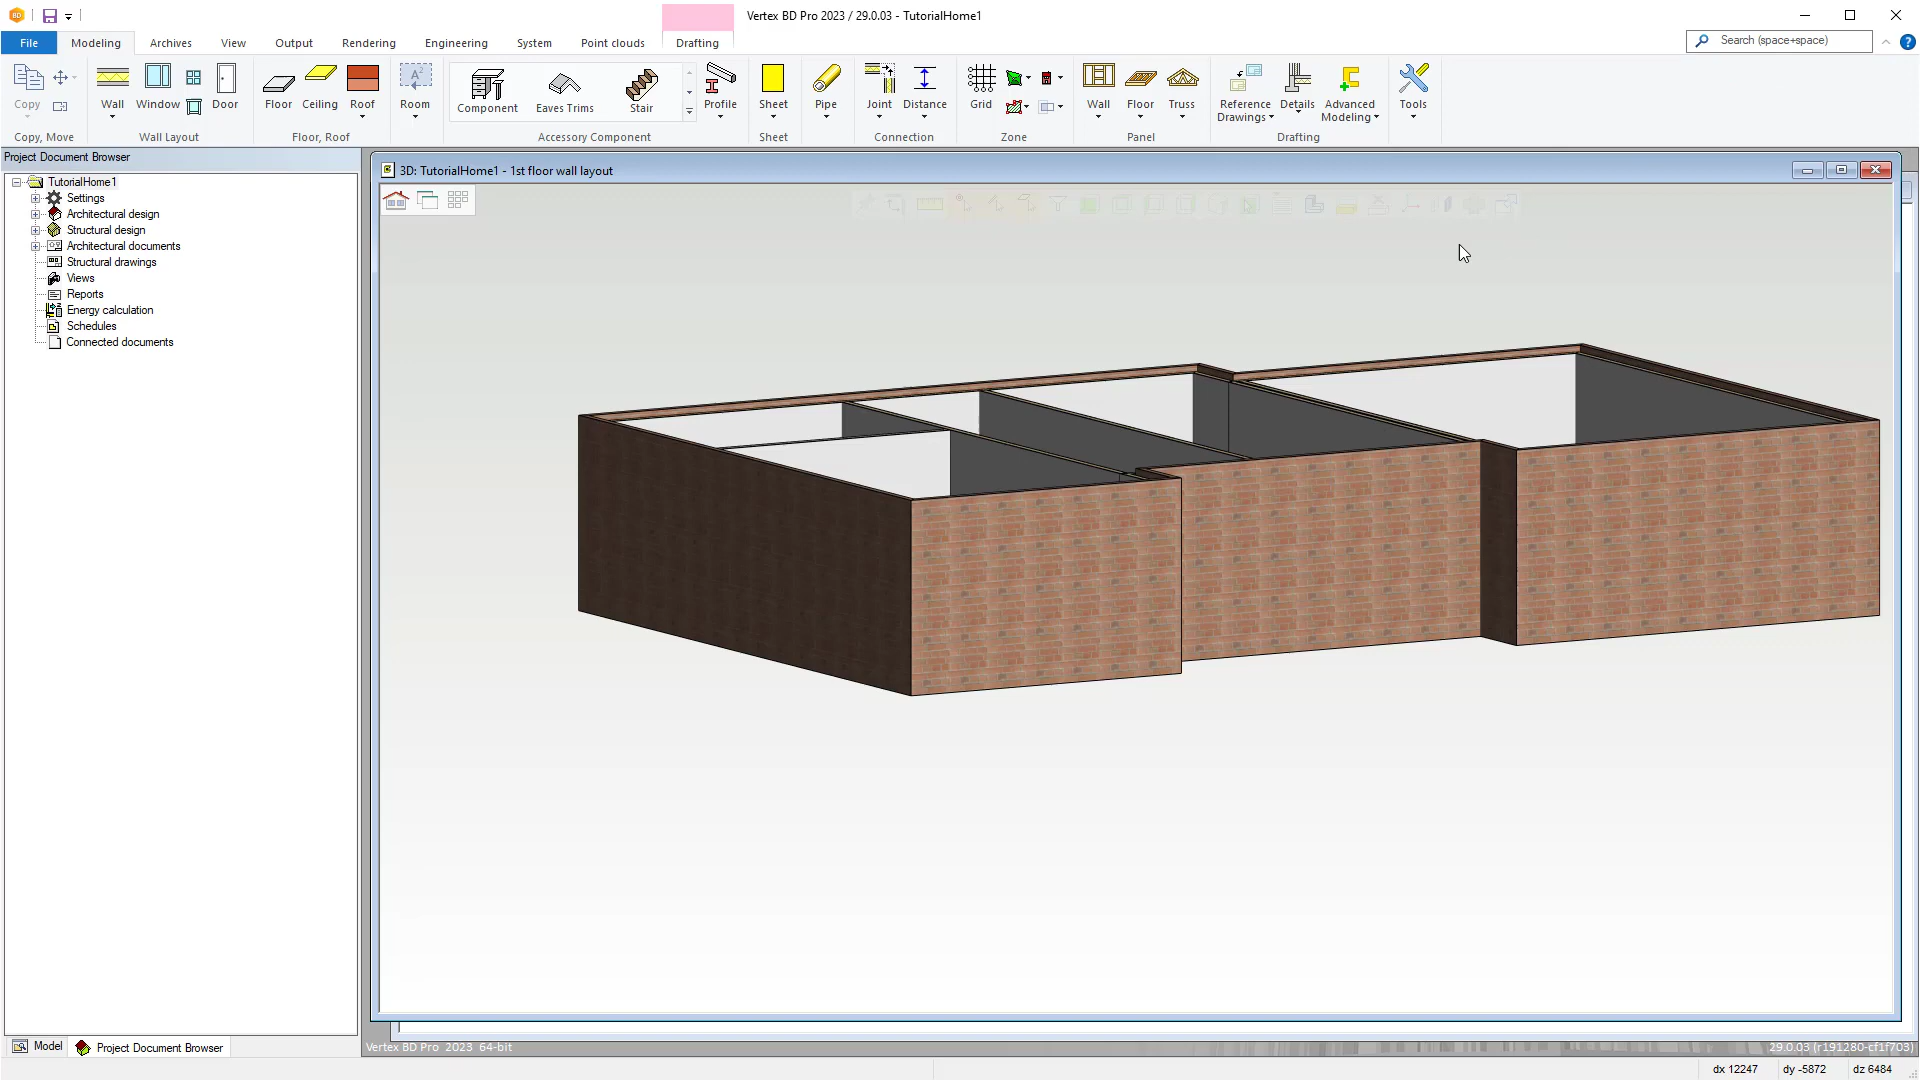 Vertex BD Pro 2023 / 29.0.03 - TutorialHome1
File Modeling Archives View Output Rendering Engineering System Point clouds Drafting
Search (space+space)
Copy Wall Window Door Floor Ceiling Roof Room Component Eaves Trims Stair Profile Sheet Pipe Joint Distance Grid Wall Floor Truss Reference Drawings Details Advanced Modeling Tools
Copy, Move Wall Layout Floor, Roof Accessory Component Sheet Connection Zone Panel Drafting
Project Document Browser
3D: TutorialHome1 - 1st floor wall layout
TutorialHome1
Settings
Architectural design
Structural design
Architectural documents
Structural drawings
Views
Reports
Energy calculation
Schedules
Connected documents
Model Project Document Browser
Vertex BD Pro 2023 64-bit
29.0.03 (r191280-cf1f703)
dx 12247 dy -5872 dz 6484